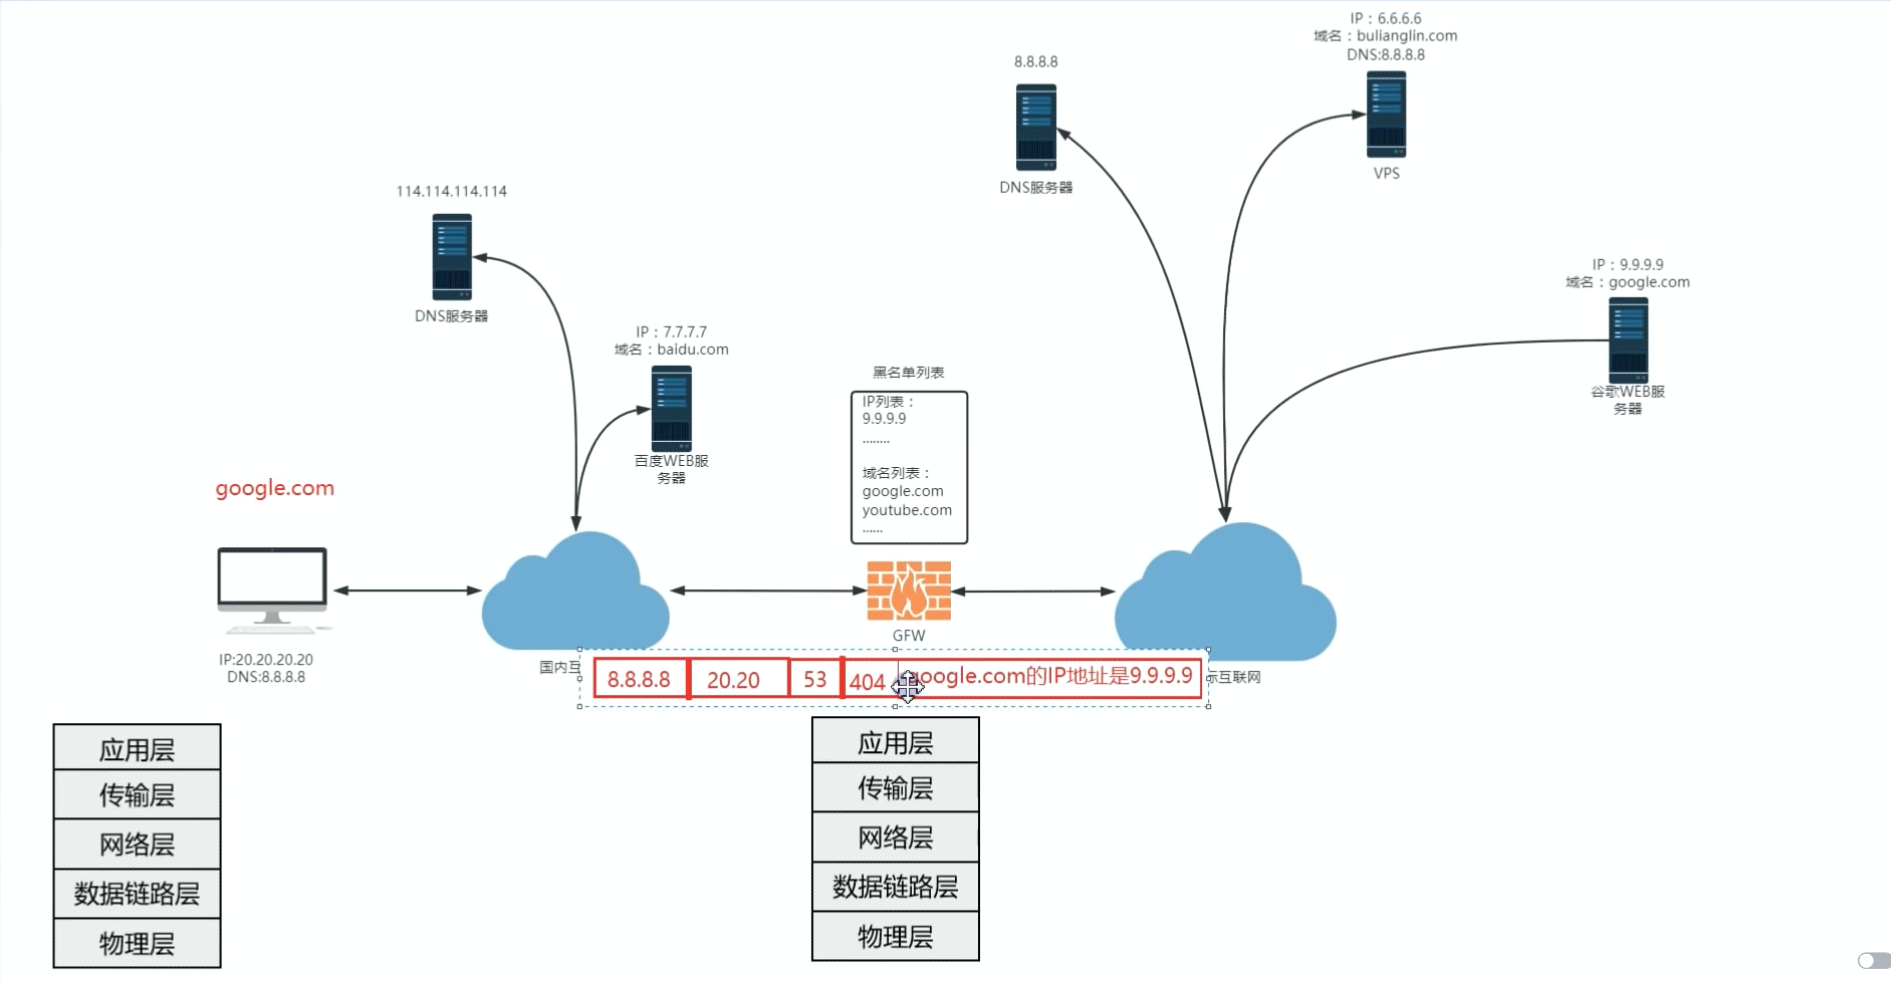 IP：6.6.6.6
域名：bulianglin.com
DNS:8.8.8.8
VPS
8.8.8.8
DNS服务器
114.114.114.114
DNS服务器
IP：7.7.7.7
域名：baidu.com
百度WEB服
务器
IP：9.9.9.9
域名：google.com
谷歌WEB服
务器
黑名单列表
IP列表：
9.9.9.9
........
域名列表：
google.com
youtube.com
......
google.com
IP:20.20.20.20
DNS:8.8.8.8
GFW
国内互
示互联网
8.8.8.8
20.20
53
404
google.com的IP地址是9.9.9.9
应用层
传输层
网络层
数据链路层
物理层
应用层
传输层
网络层
数据链路层
物理层